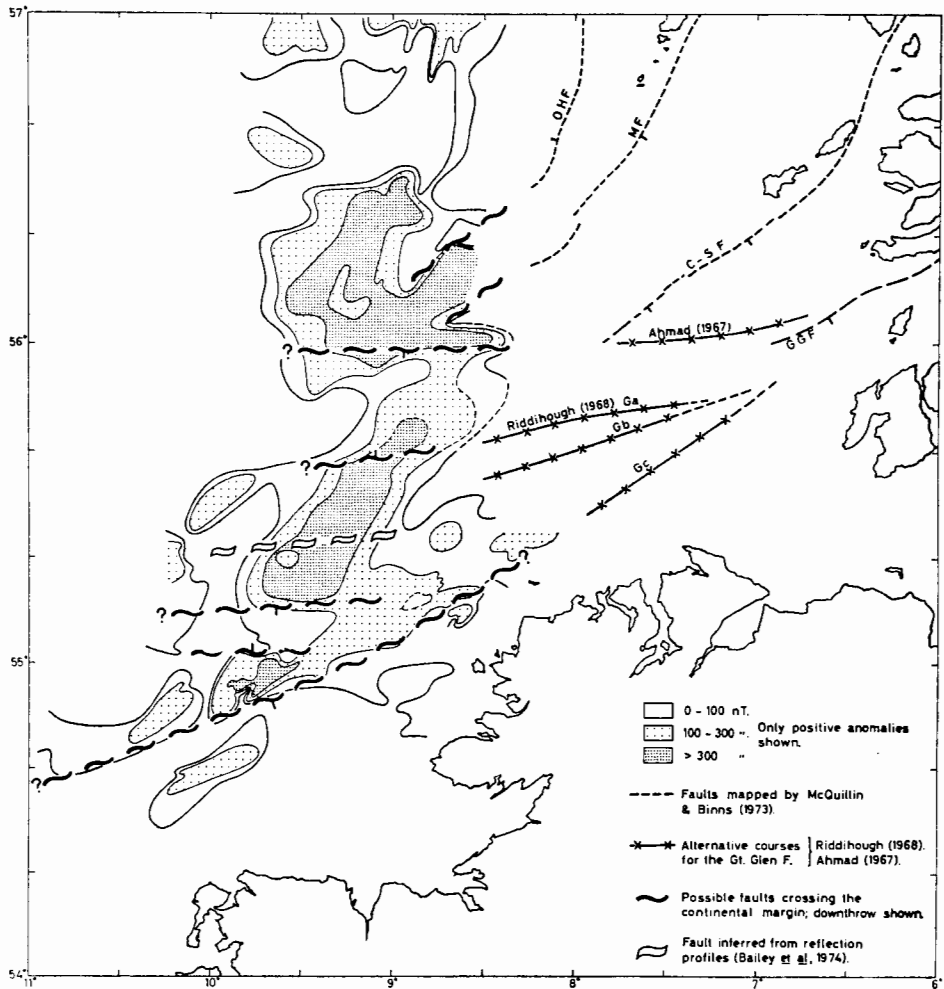 57°
OHF
MF
C-SF
Ahmad (1967)
GGF
?
56°
Riddihough (1968) Ga
Gb
Gc
?
?
?
55°
?
0 - 100 nT.
100 - 300 ".
> 300 "
Only positive anomalies
shown.
Faults mapped by McQuillin
& Binns (1973).
Alternative courses
for the Gt. Glen F.
Riddihough (1968).
Ahmad (1967).
Possible faults crossing the
continental margin; downthrow shown.
Fault inferred from reflection
profiles (Bailey et al, 1974).
54°
11°
10°
9°
8°
7°
6°